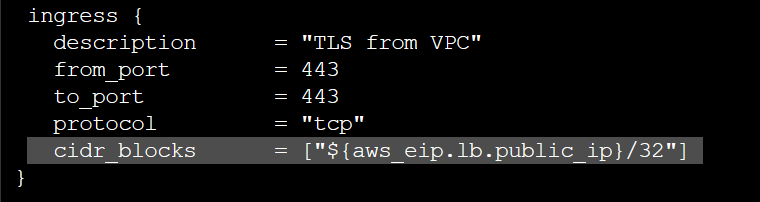 ingress {
description = "TLS from VPC"
from_port = 443
to_port = 443
protocol = "tcp"
cidr_blocks = ["${aws_eip.lb.public_ip}/32"]
}